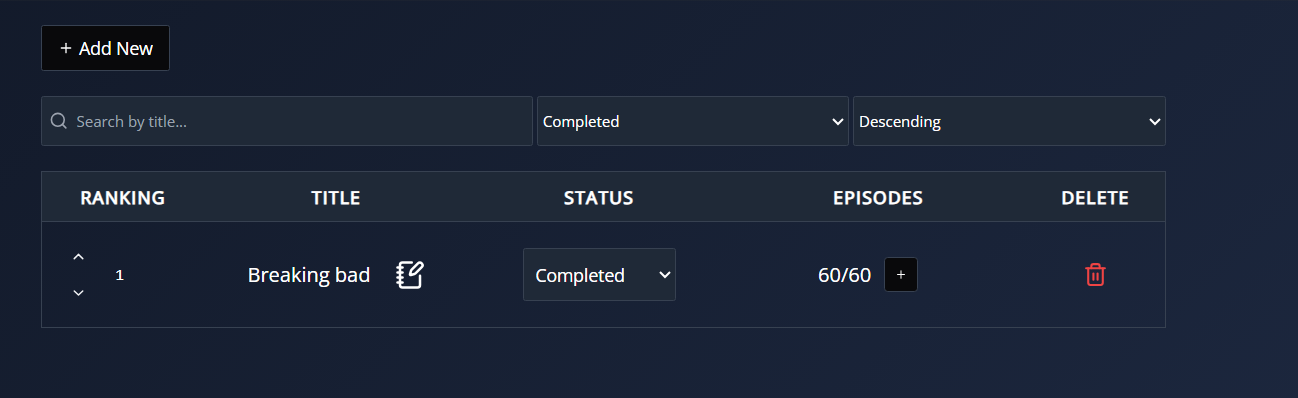 + Add New
Search by title... Completed Descending
RANKING TITLE STATUS EPISODES DELETE
1 Breaking bad Completed 60/60 +